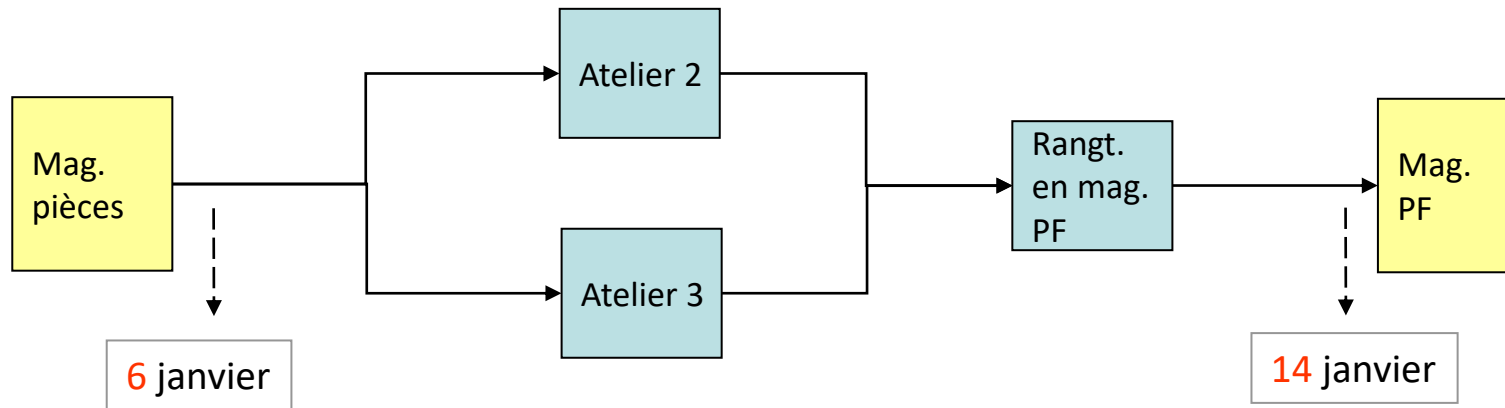 Mag.
pièces
Atelier 2
Atelier 3
Rangt.
en mag.
PF
Mag.
PF
6 janvier
14 janvier